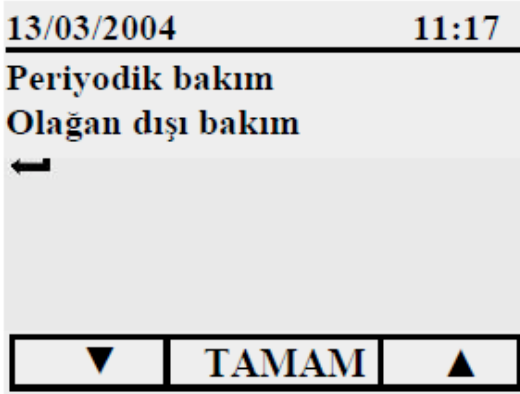 13/03/2004 11:17
Periyodik bakım
Olağan dışı bakım
▼ TAMAM ▲